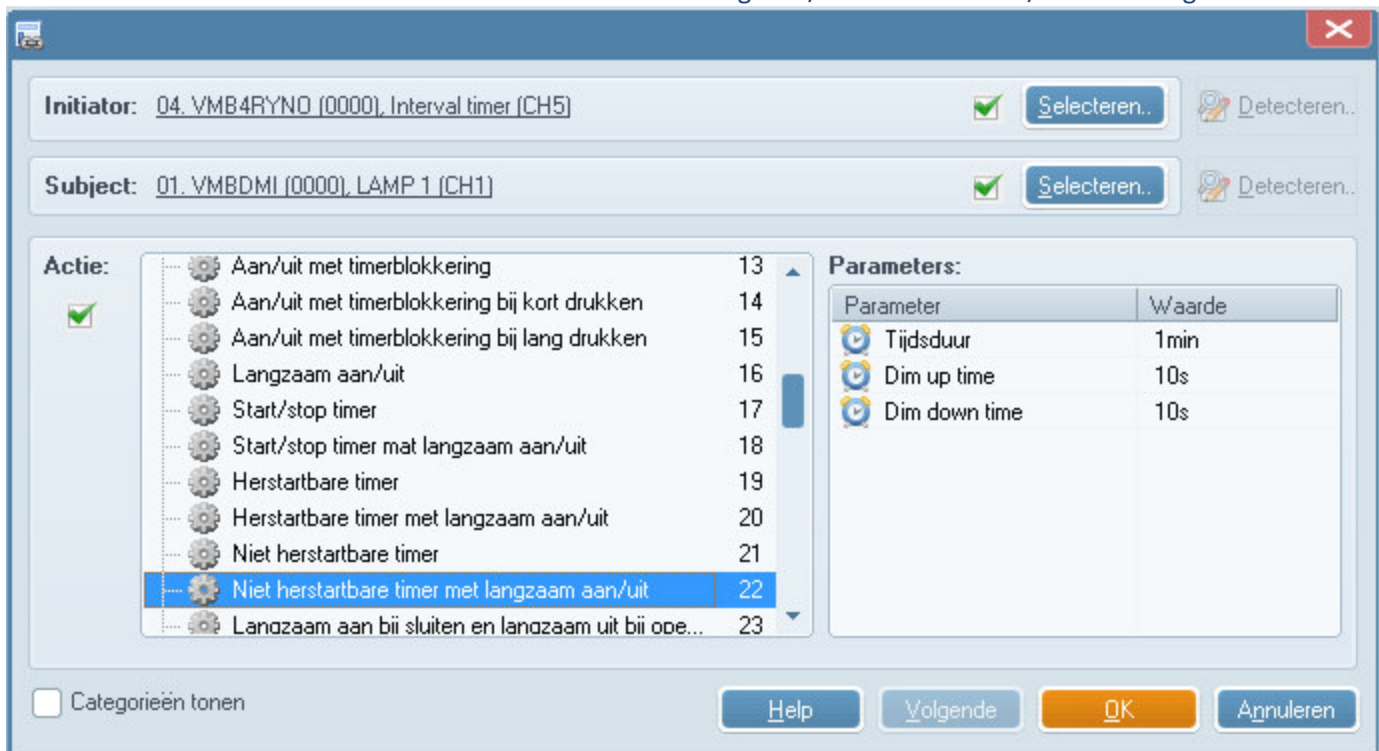 Initiator: 04. VMB4RYNO (0000), Interval timer (CH5) Selecteren.. Detecteren..
Subject: 01. VMBDMI (0000), LAMP 1 (CH1) Selecteren.. Detecteren..
Actie:
Aan/uit met timerblokkering 13
Aan/uit met timerblokkering bij kort drukken 14
Aan/uit met timerblokkering bij lang drukken 15
Langzaam aan/uit 16
Start/stop timer 17
Start/stop timer mat langzaam aan/uit 18
Herstartbare timer 19
Herstartbare timer met langzaam aan/uit 20
Niet herstartbare timer 21
Niet herstartbare timer met langzaam aan/uit 22
Langzaam aan bij sluiten en langzaam uit bij ope... 23
Parameters:
Parameter Waarde
Tijdsduur 1min
Dim up time 10s
Dim down time 10s
Categorieën tonen
Help Volgende OK Annuleren